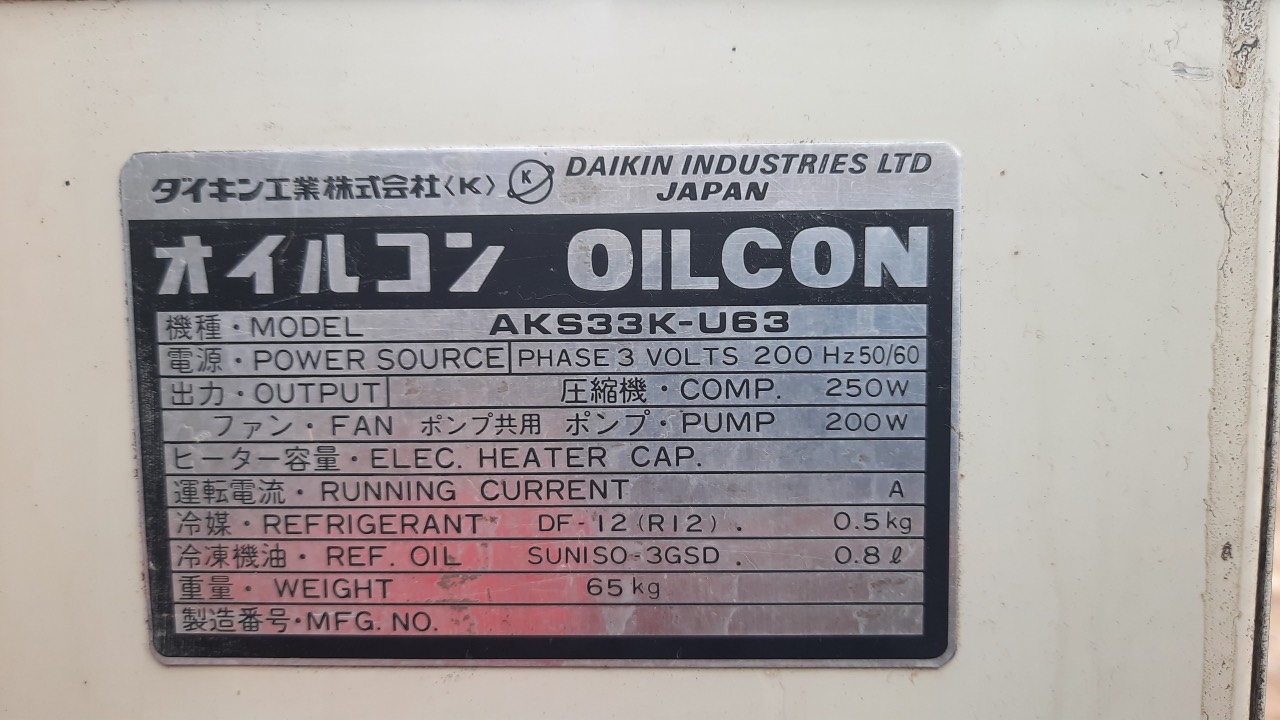 ダイキン工業株式会社〈K〉 K DAIKIN INDUSTRIES LTD
JAPAN
オイルコン OILCON
機種・MODEL AKS33K-U63
電源・POWER SOURCE PHASE 3 VOLTS 200 Hz 50/60
出力・OUTPUT 圧縮機・COMP. 250W
ファン・FAN ポンプ共用 ポンプ・PUMP 200W
ヒーター容量・ELEC. HEATER CAP.
運転電流・RUNNING CURRENT A
冷媒・REFRIGERANT DF-12(R12). 0.5kg
冷凍機油・REF. OIL SUNISO-3GSD. 0.8ℓ
重量・WEIGHT 65kg
製造番号・MFG. NO.